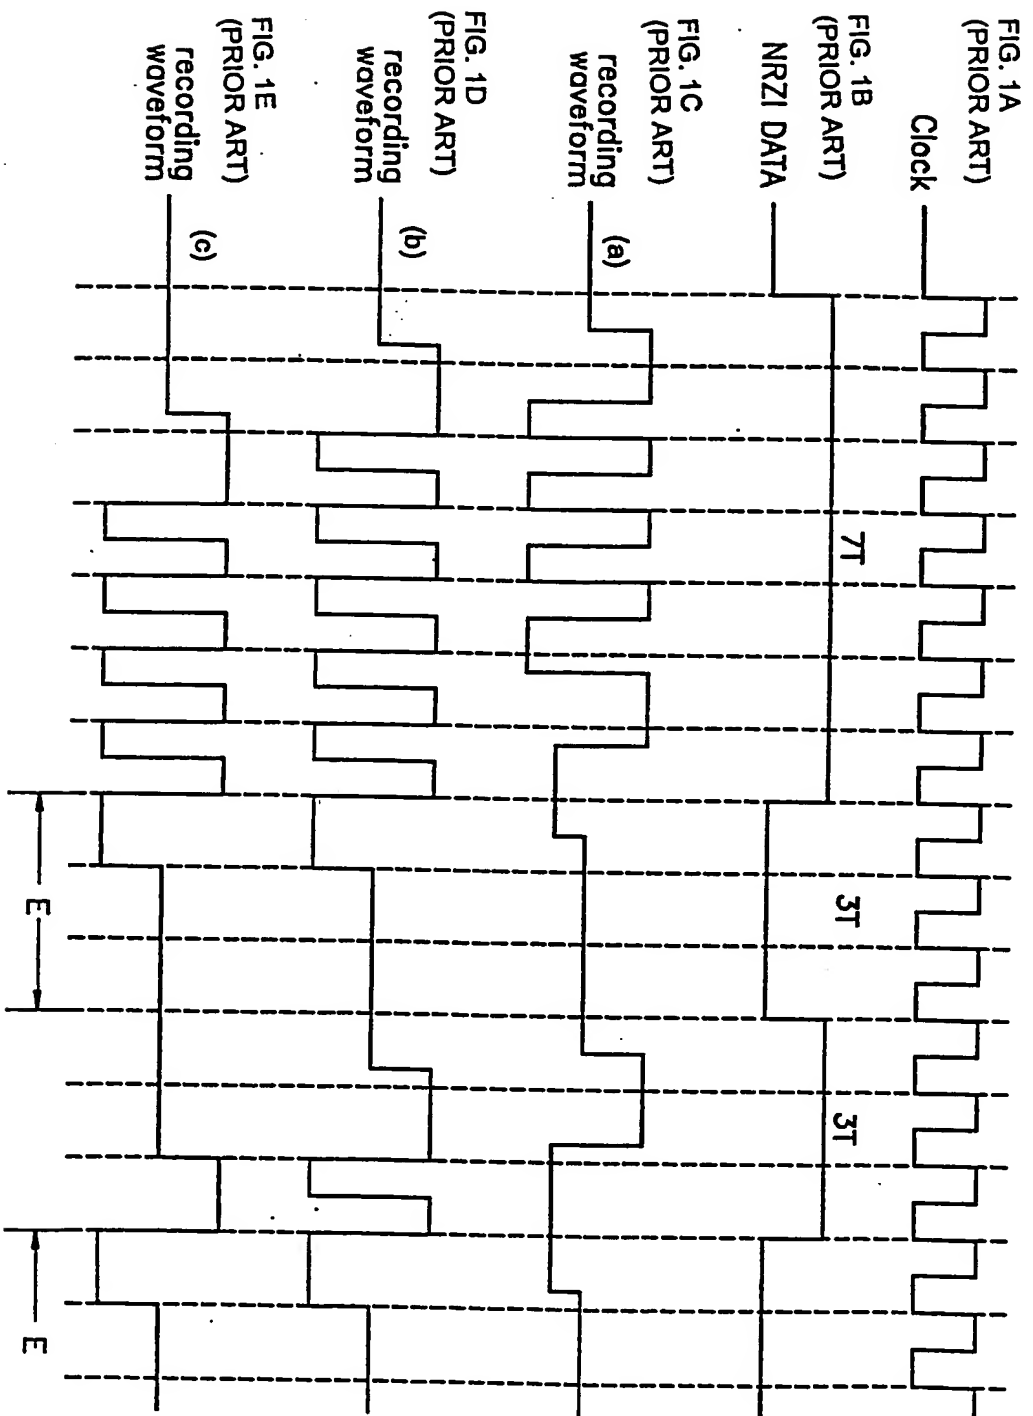 FIG. 1A
(PRIOR ART)
Clock
FIG. 1B
(PRIOR ART)
NRZI DATA
7T
3T
3T
FIG. 1C
(PRIOR ART)
recording
waveform
(a)
FIG. 1D
(PRIOR ART)
recording
waveform
(b)
FIG. 1E
(PRIOR ART)
recording
waveform
(c)
E
E